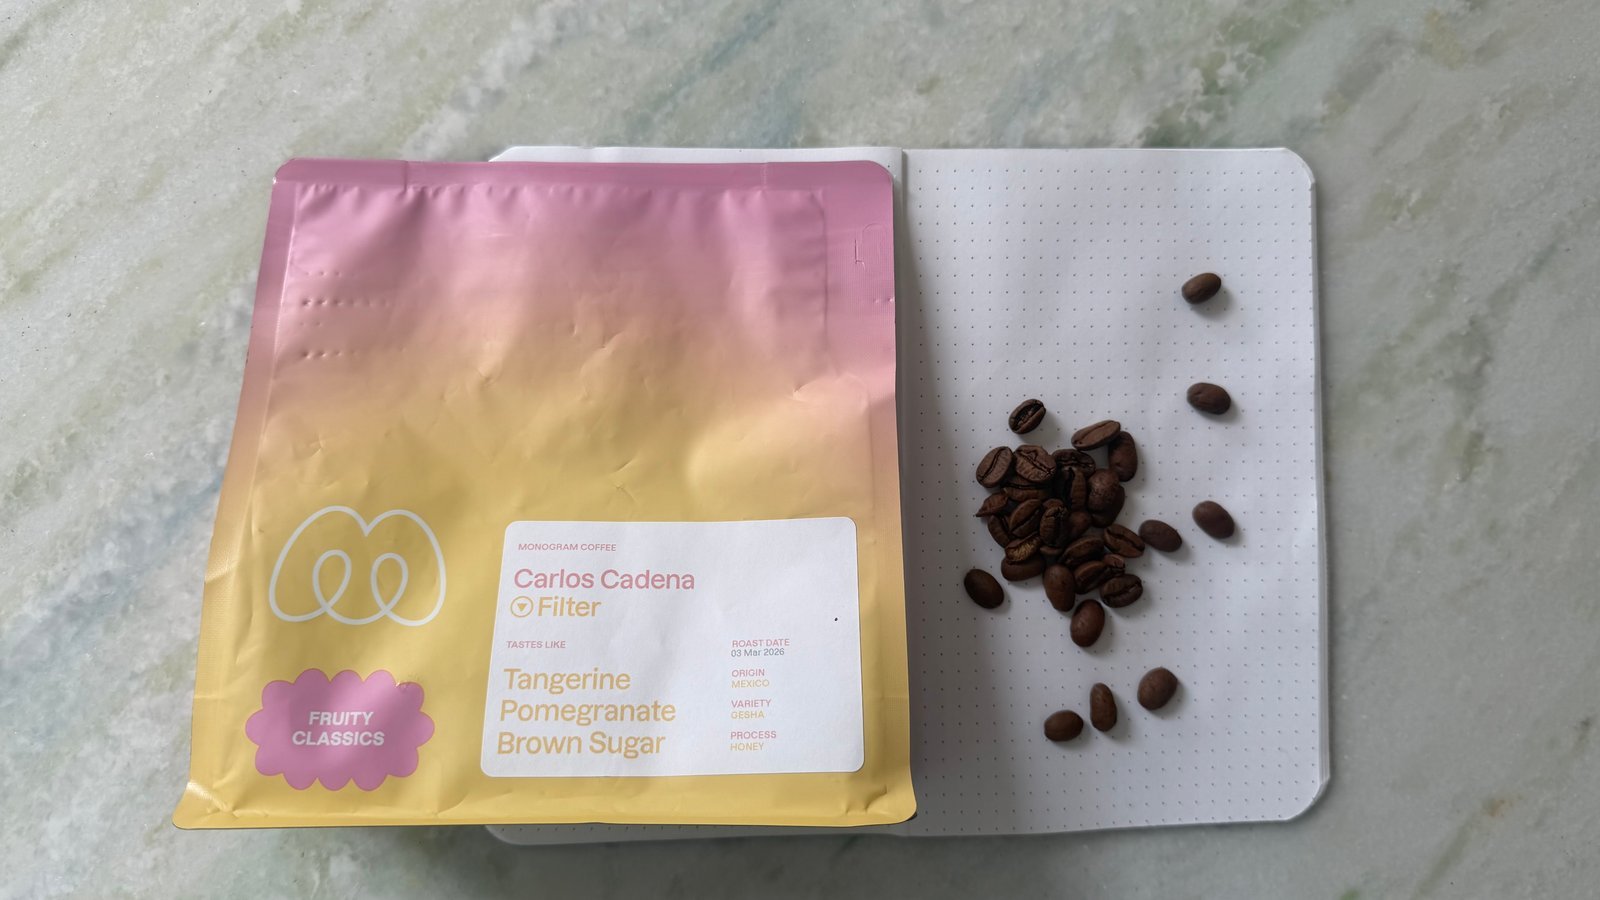 MONOGRAM COFFEE
Carlos Cadena
Filter
TASTES LIKE
Tangerine
Pomegranate
Brown Sugar
ROAST DATE
03 Mar 2026
ORIGIN
MEXICO
VARIETY
GESHA
PROCESS
HONEY
FRUITY
CLASSICS